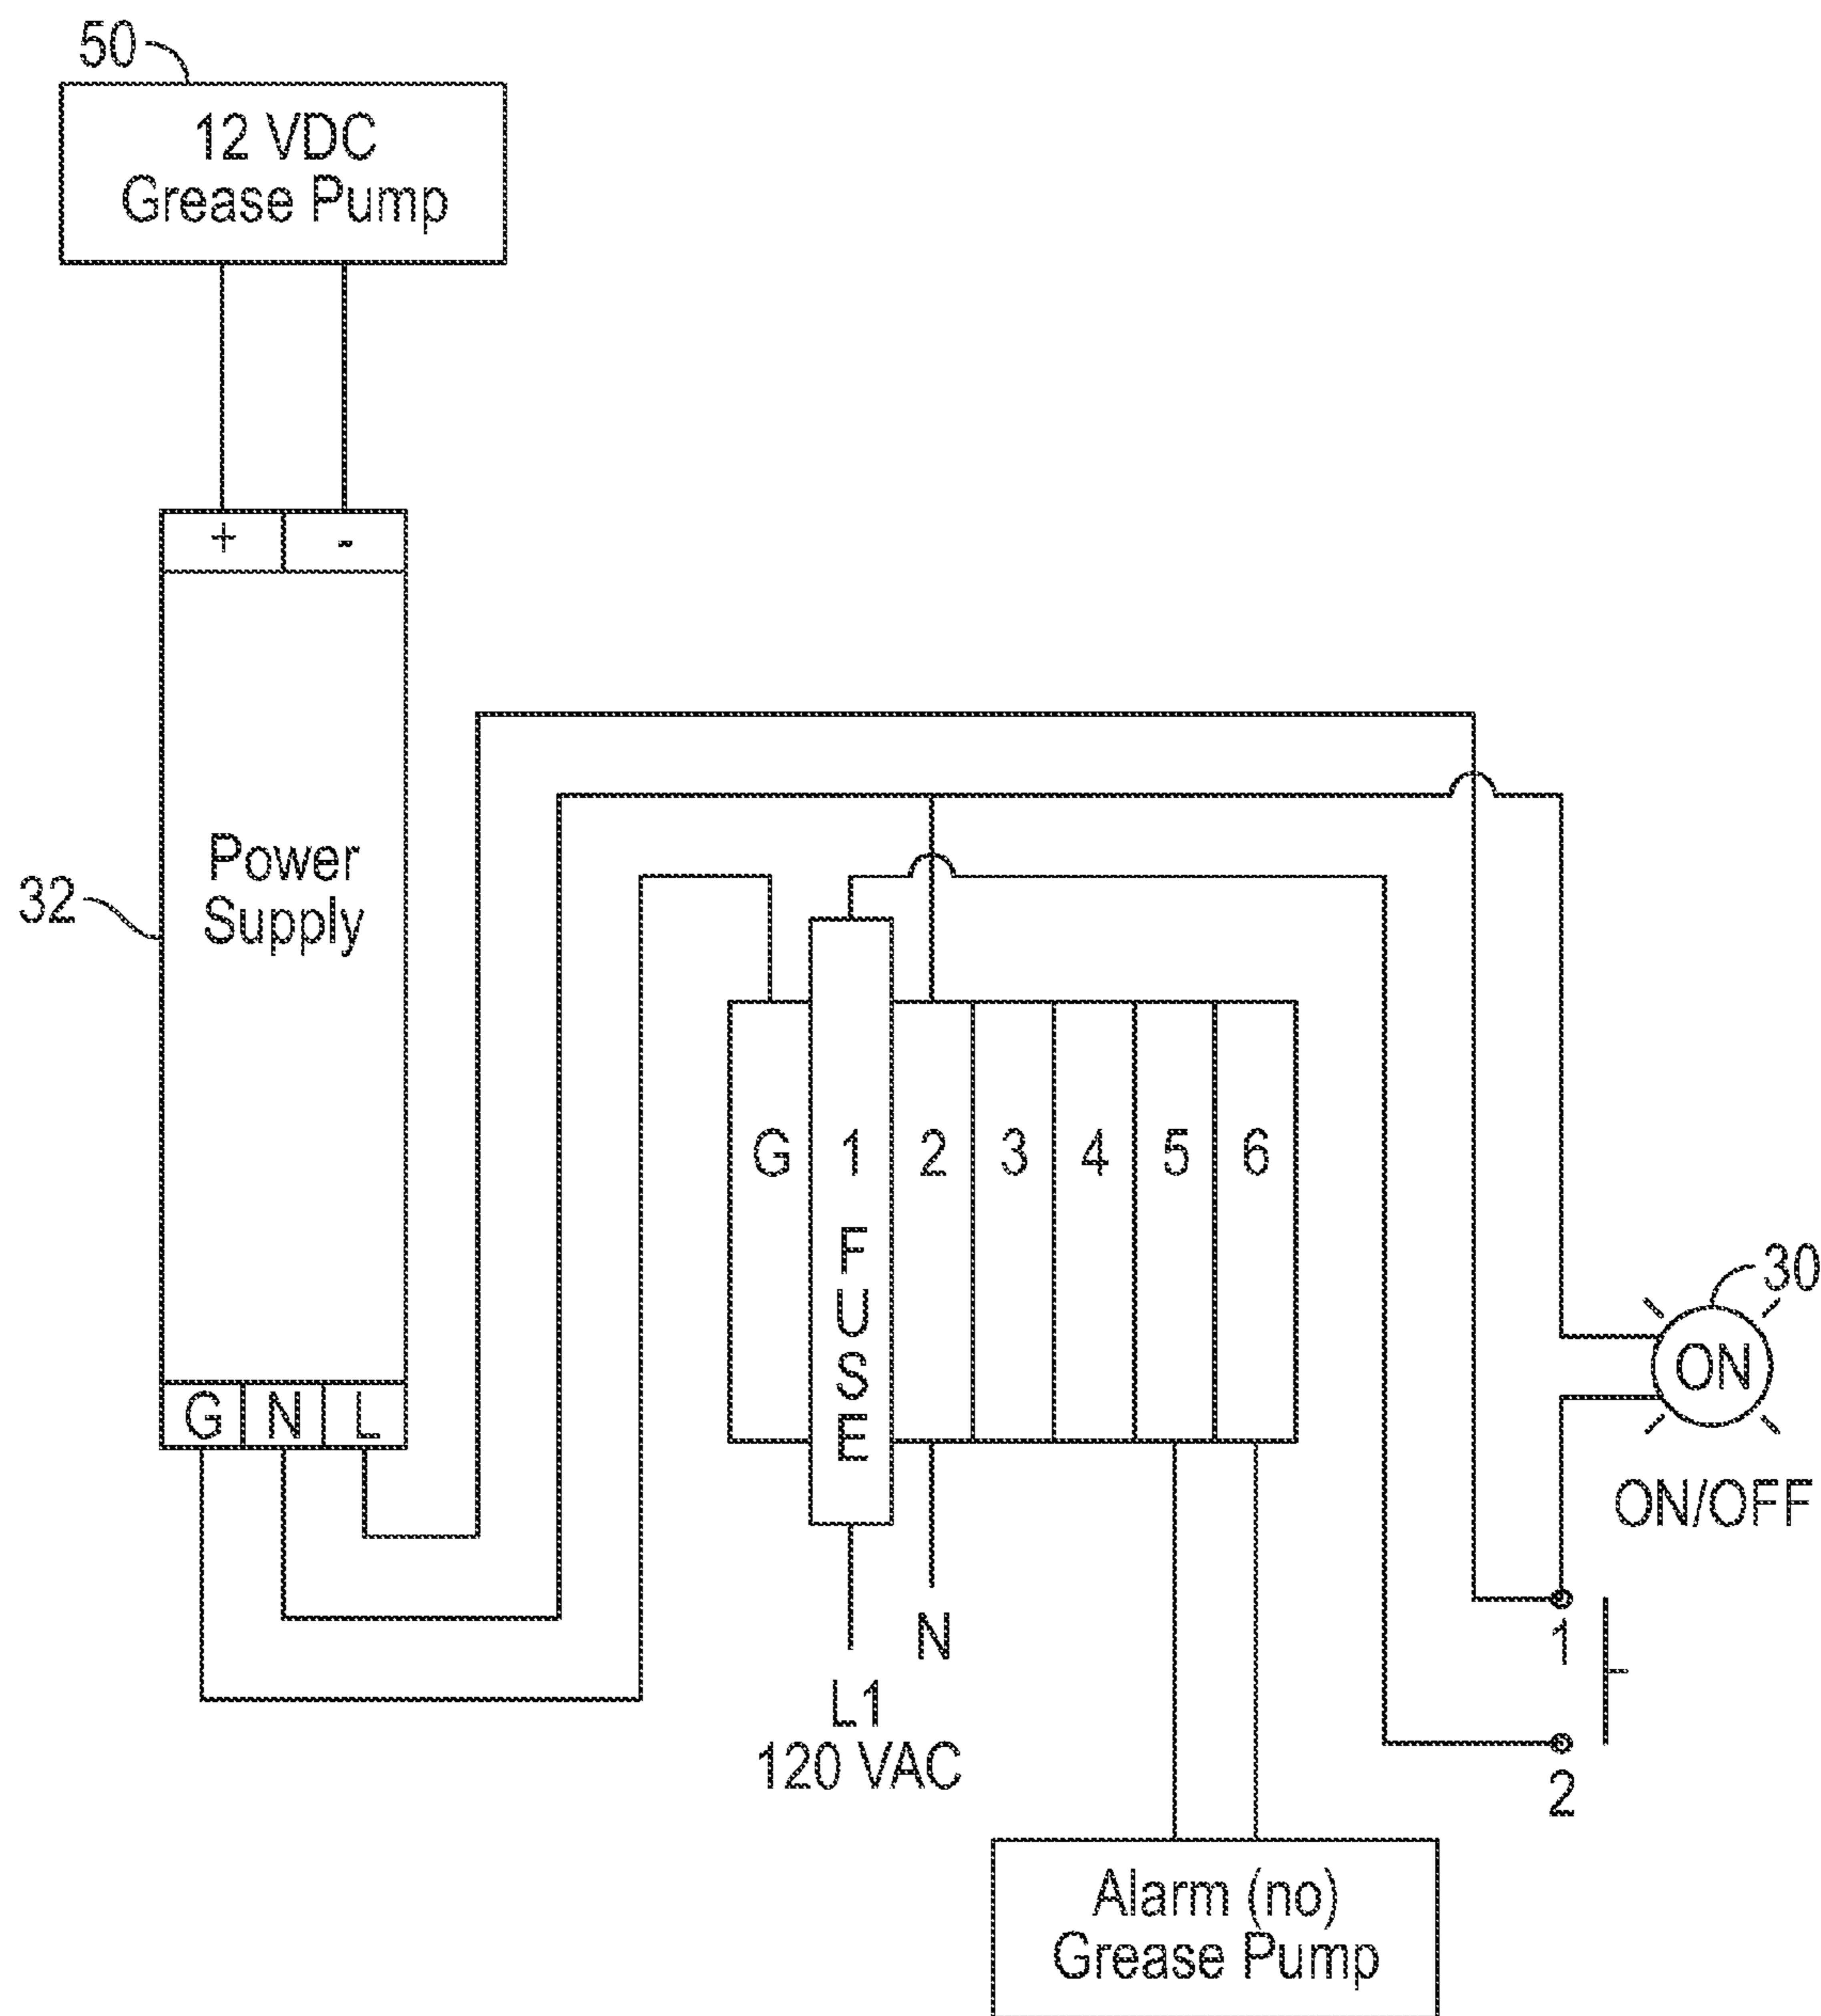 50
12 VDC
Grease Pump
+ -
Power
Supply
32
G N L
G 1 2 3 4 5 6
FUSE
30
ON
ON/OFF
N
L1
120 VAC
1
2
Alarm (no)
Grease Pump